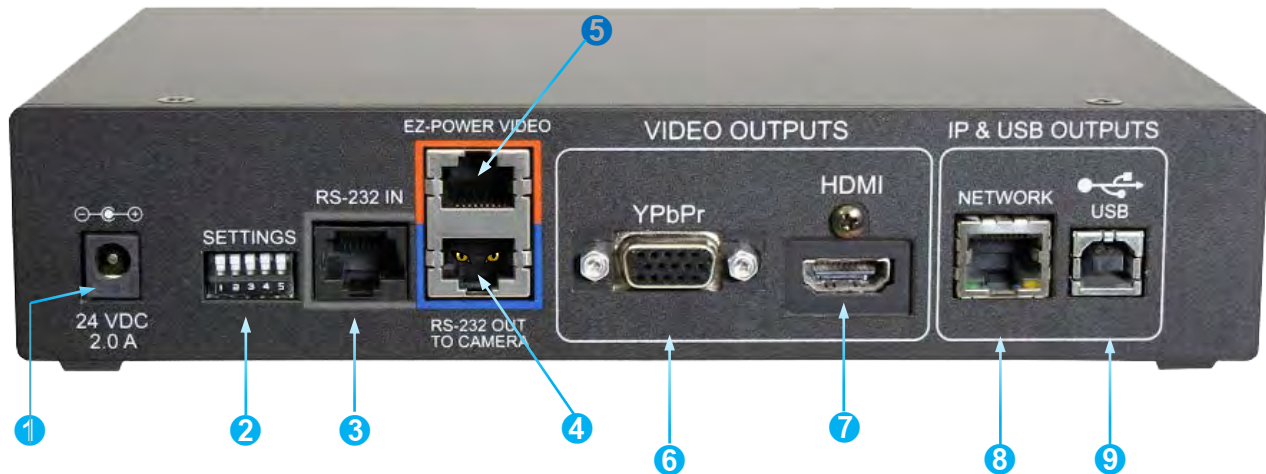 5
EZ-POWER VIDEO
VIDEO OUTPUTS
IP & USB OUTPUTS
RS-232 IN
HDMI
NETWORK
USB
YPbPr
SETTINGS
1 2 3 4 5
24 VDC
2.0 A
RS-232 OUT
TO CAMERA
1
2
3
4
6
7
8
9